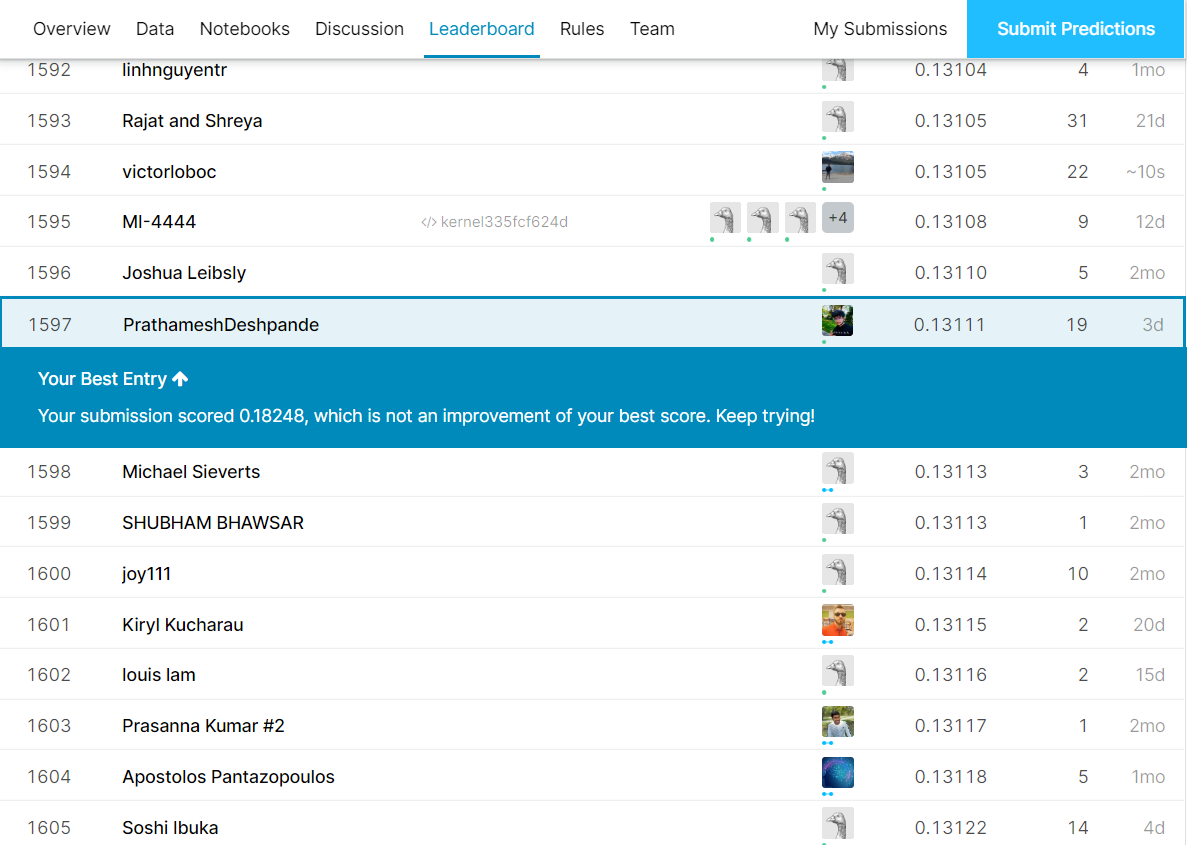 Overview Data Notebooks Discussion Leaderboard Rules Team My Submissions Submit Predictions
1592 linhnguyentr 0.13104 4 1mo
1593 Rajat and Shreya 0.13105 31 21d
1594 victorloboc 0.13105 22 ~10s
1595 MI-4444 </> kernel335fcf624d +4 0.13108 9 12d
1596 Joshua Leibsly 0.13110 5 2mo
1597 PrathameshDeshpande 0.13111 19 3d
Your Best Entry ↑
Your submission scored 0.18248, which is not an improvement of your best score. Keep trying!
1598 Michael Sieverts 0.13113 3 2mo
1599 SHUBHAM BHAWSAR 0.13113 1 2mo
1600 joy111 0.13114 10 2mo
1601 Kiryl Kucharau 0.13115 2 20d
1602 louis lam 0.13116 2 15d
1603 Prasanna Kumar #2 0.13117 1 2mo
1604 Apostolos Pantazopoulos 0.13118 5 1mo
1605 Soshi Ibuka 0.13122 14 4d